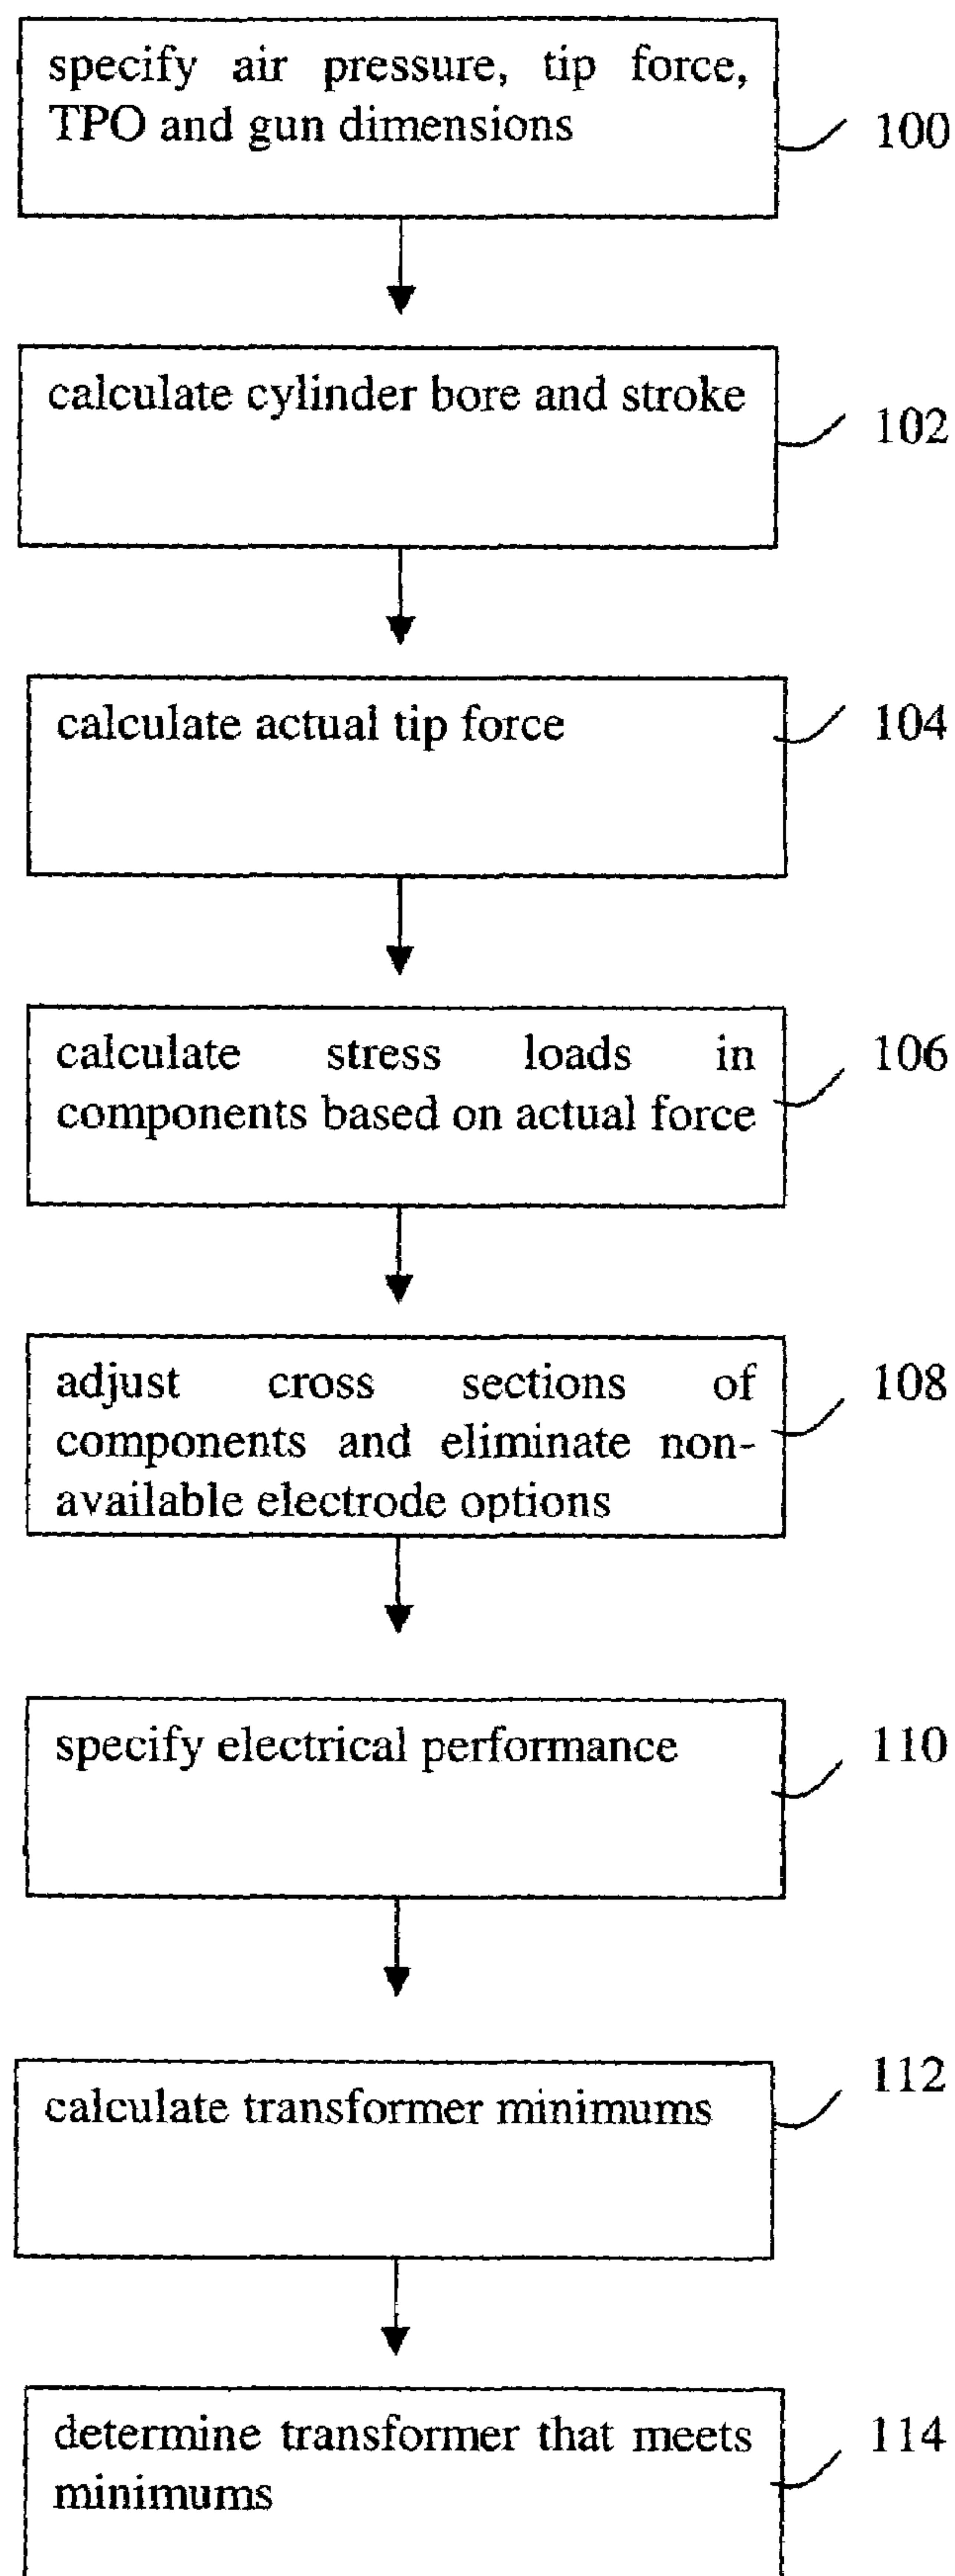 specify air pressure, tip force,
TPO and gun dimensions
100
calculate cylinder bore and stroke
102
calculate actual tip force
104
calculate stress loads in
components based on actual force
106
adjust cross sections of
components and eliminate non-
available electrode options
108
specify electrical performance
110
calculate transformer minimums
112
determine transformer that meets
minimums
114